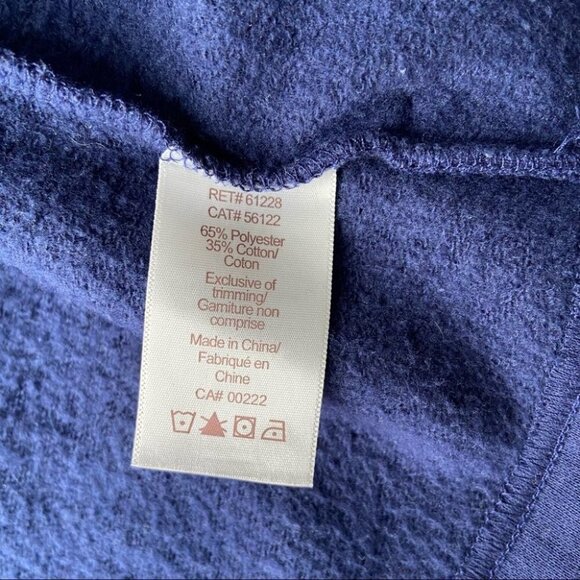 RET# 61228
CAT# 56122
65% Polyester
35% Cotton/
Coton
Exclusive of
trimming/
Garniture non
comprise
Made in China/
Fabriqué en
Chine
CA# 00222